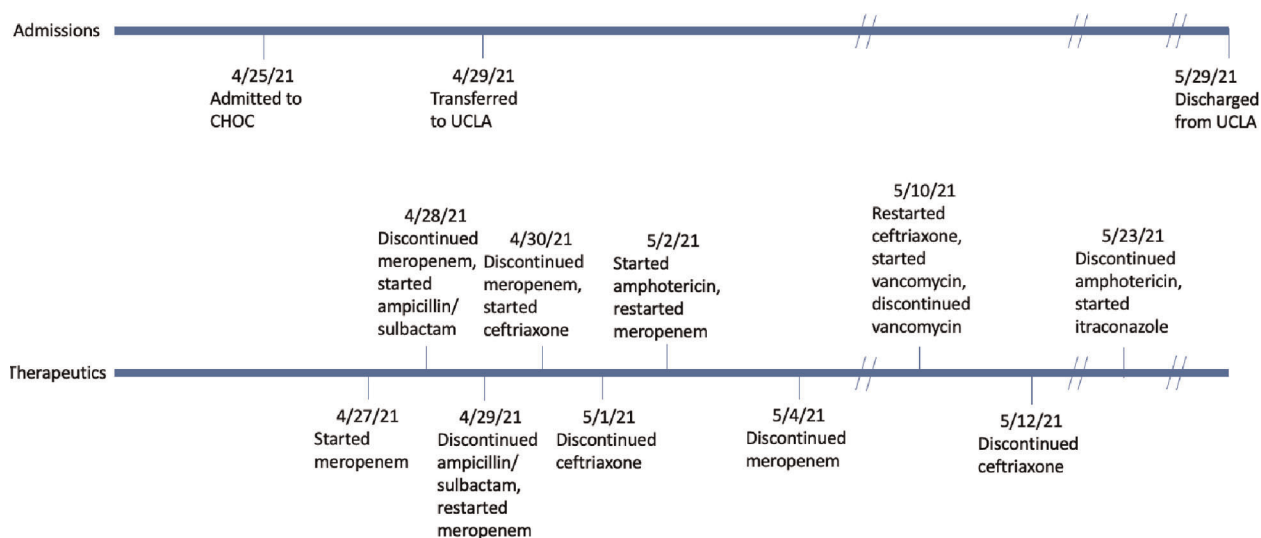 Admissions
4/25/21
Admitted to
CHOC
4/29/21
Transferred
to UCLA
5/29/21
Discharged
from UCLA
4/28/21
Discontinued
meropenem,
started
ampicillin/
sulbactam
4/30/21
Discontinued
meropenem,
started
ceftriaxone
5/2/21
Started
amphotericin,
restarted
meropenem
5/10/21
Restarted
ceftriaxone,
started
vancomycin,
discontinued
vancomycin
5/23/21
Discontinued
amphotericin,
started
itraconazole
Therapeutics
4/27/21
Started
meropenem
4/29/21
Discontinued
ampicillin/
sulbactam,
restarted
meropenem
5/1/21
Discontinued
ceftriaxone
5/4/21
Discontinued
meropenem
5/12/21
Discontinued
ceftriaxone